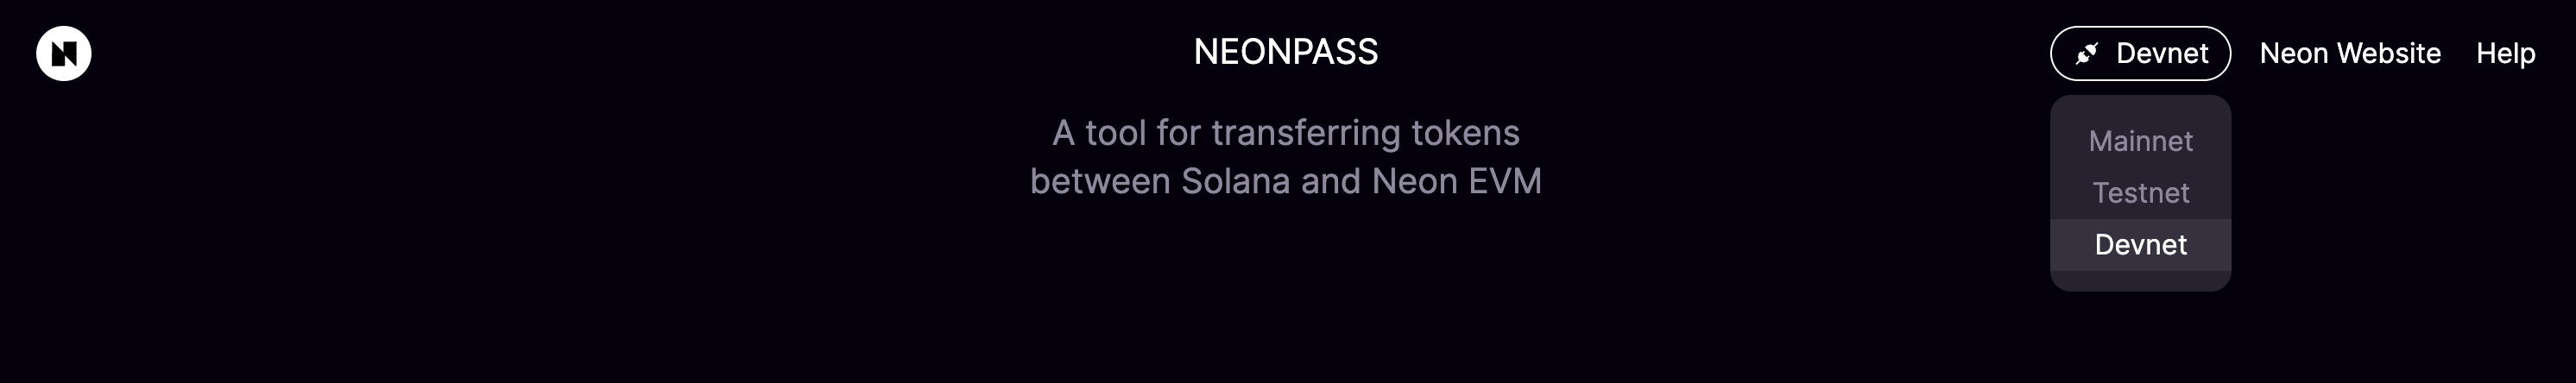 N
NEONPASS
Devnet
Neon Website
Help
A tool for transferring tokens
between Solana and Neon EVM
Mainnet
Testnet
Devnet